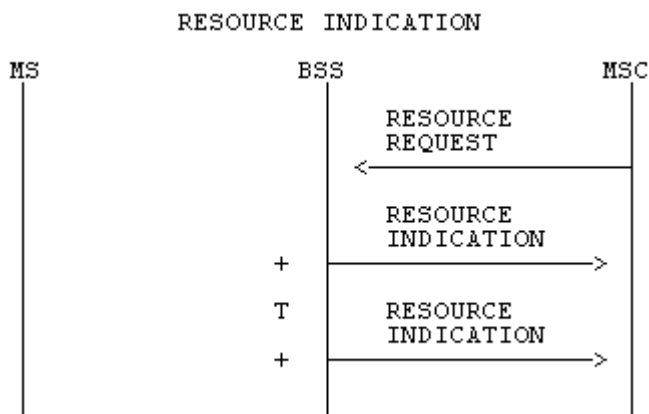 RESOURCE INDICATION
MS BSS MSC
RESOURCE
REQUEST
RESOURCE
INDICATION
+
T RESOURCE
INDICATION
+